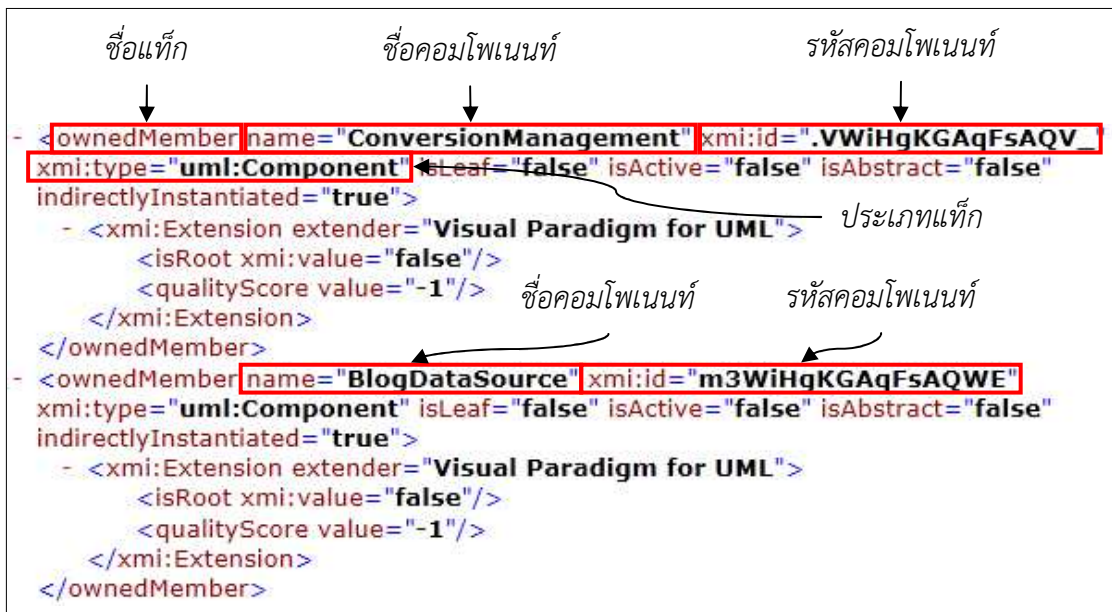 ชื่อแท็ก ชื่อคอมโพเนนท์ รหัสคอมโพเนนท์
- <ownedMember name="ConversionManagement" xmi:id=".VWiHgKGAqFsAQV_"
xmi:type="uml:Component" isLeaf="false" isActive="false" isAbstract="false"
indirectlyInstantiated="true">
ประเภทแท็ก
- <xmi:Extension extender="Visual Paradigm for UML">
<isRoot xmi:value="false"/>
<qualityScore value="-1"/>
ชื่อคอมโพเนนท์ รหัสคอมโพเนนท์
</xmi:Extension>
</ownedMember>
- <ownedMember name="BlogDataSource" xmi:id="m3WiHqKGAqFsAQWE"
xmi:type="uml:Component" isLeaf="false" isActive="false" isAbstract="false"
indirectlyInstantiated="true">
- <xmi:Extension extender="Visual Paradigm for UML">
<isRoot xmi:value="false"/>
<qualityScore value="-1"/>
</xmi:Extension>
</ownedMember>